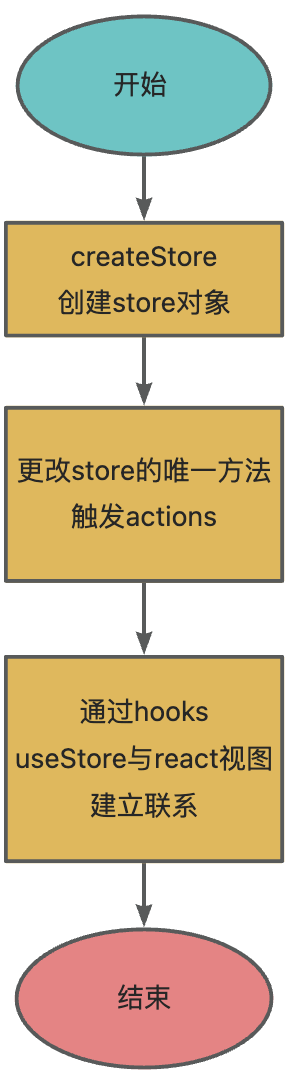 开始
createStore
创建store对象
更改store的唯一方法
触发actions
通过hooks
useStore与react视图
建立联系
结束